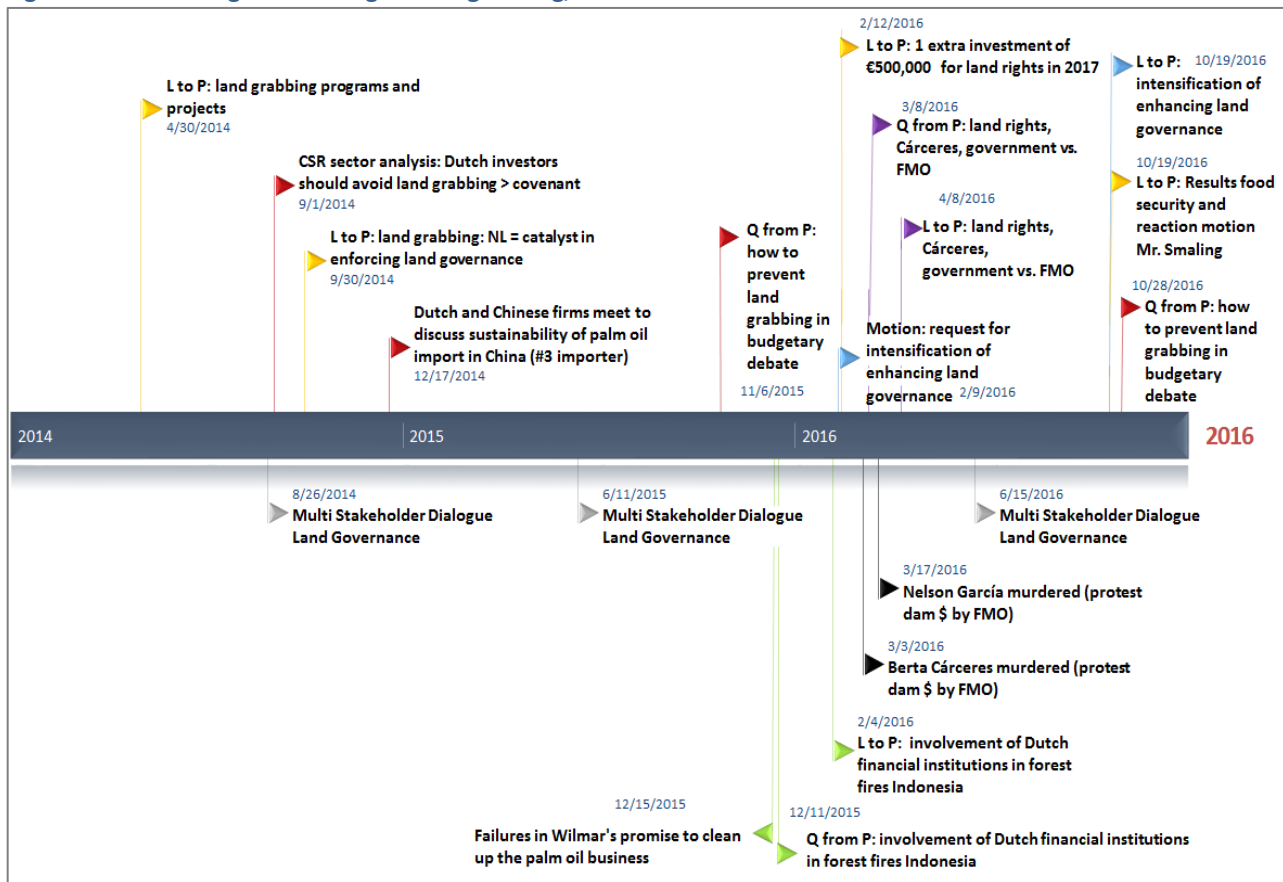 2/12/2016
L to P: 1 extra investment of
€500,000 for land rights in 2017
L to P: land grabbing programs and
projects
4/30/2014
CSR sector analysis: Dutch investors
should avoid land grabbing > covenant
9/1/2014
L to P: land grabbing: NL = catalyst in
enforcing land governance
9/30/2014
Dutch and Chinese firms meet to
discuss sustainability of palm oil
import in China (#3 importer)
12/17/2014
Q from P:
how to
prevent
land
grabbing in
budgetary
debate
11/6/2015
3/8/2016
Q from P: land rights,
Cárceres, government vs.
FMO
4/8/2016
L to P: land rights,
Cárceres,
government vs. FMO
Motion: request for
intensification of
enhancing land
governance 2/9/2016
L to P: 10/19/2016
intensification of
enhancing land
governance
10/19/2016
L to P: Results food
security and
reaction motion
Mr. Smaling
10/28/2016
Q from P: how
to prevent land
grabbing in
budgetary
debate
2014 2015 2016 2016
8/26/2014
Multi Stakeholder Dialogue
Land Governance
6/11/2015
Multi Stakeholder Dialogue
Land Governance
6/15/2016
Multi Stakeholder Dialogue
Land Governance
3/17/2016
Nelson García murdered (protest
dam $ by FMO)
3/3/2016
Berta Cárceres murdered (protest
dam $ by FMO)
2/4/2016
L to P: involvement of Dutch
financial institutions in forest
fires Indonesia
12/15/2015
Failures in Wilmar's promise to clean
up the palm oil business
12/11/2015
Q from P: involvement of Dutch financial institutions
in forest fires Indonesia